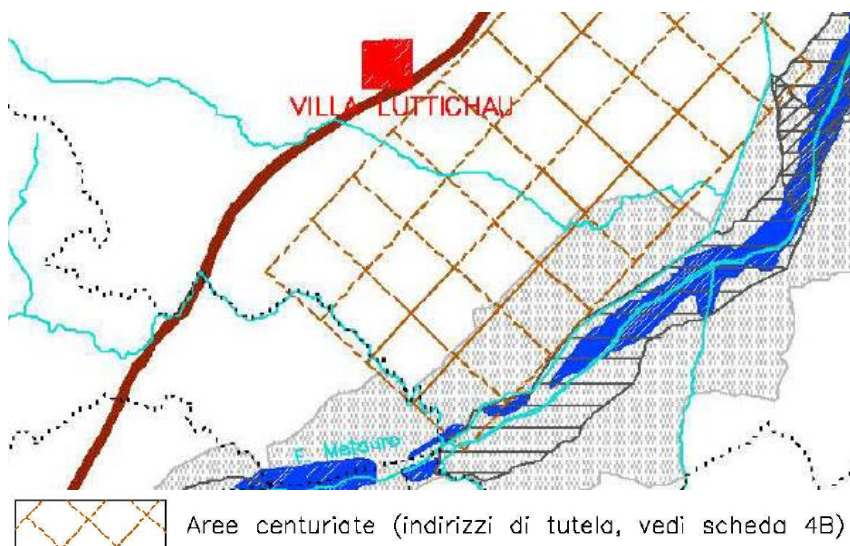 VILLA LUTTICHAU
F. Metauro
Aree centuriate (indirizzi di tutela, vedi scheda 4B)